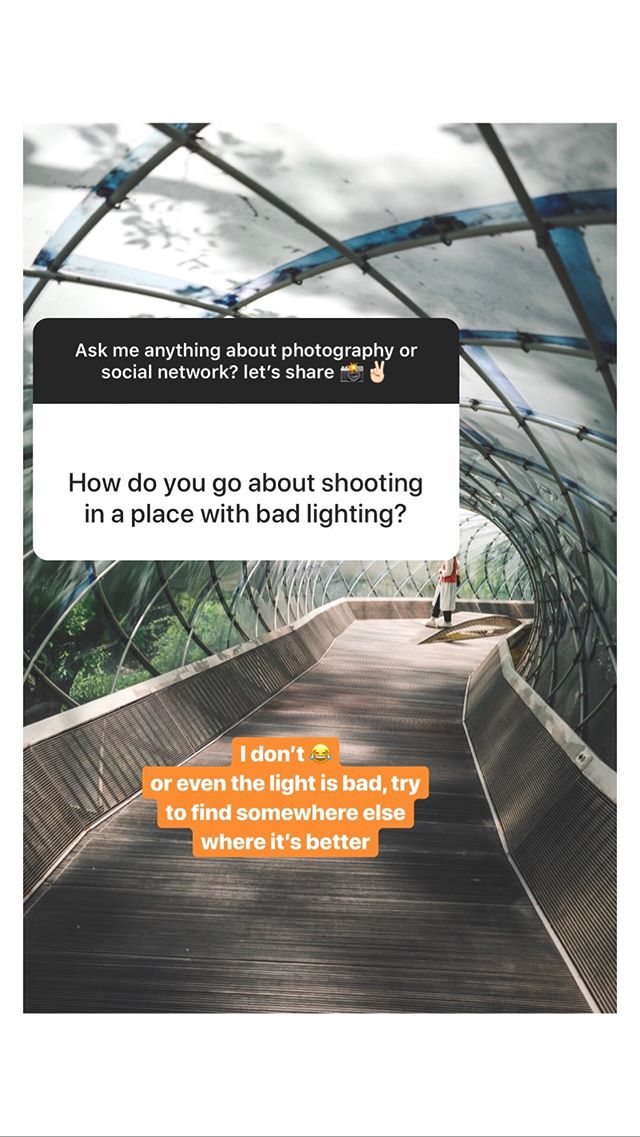 Ask me anything about photography or
social network? let’s share 📸✌🏻
How do you go about shooting
in a place with bad lighting?
I don’t 😂
or even the light is bad, try
to find somewhere else
where it’s better